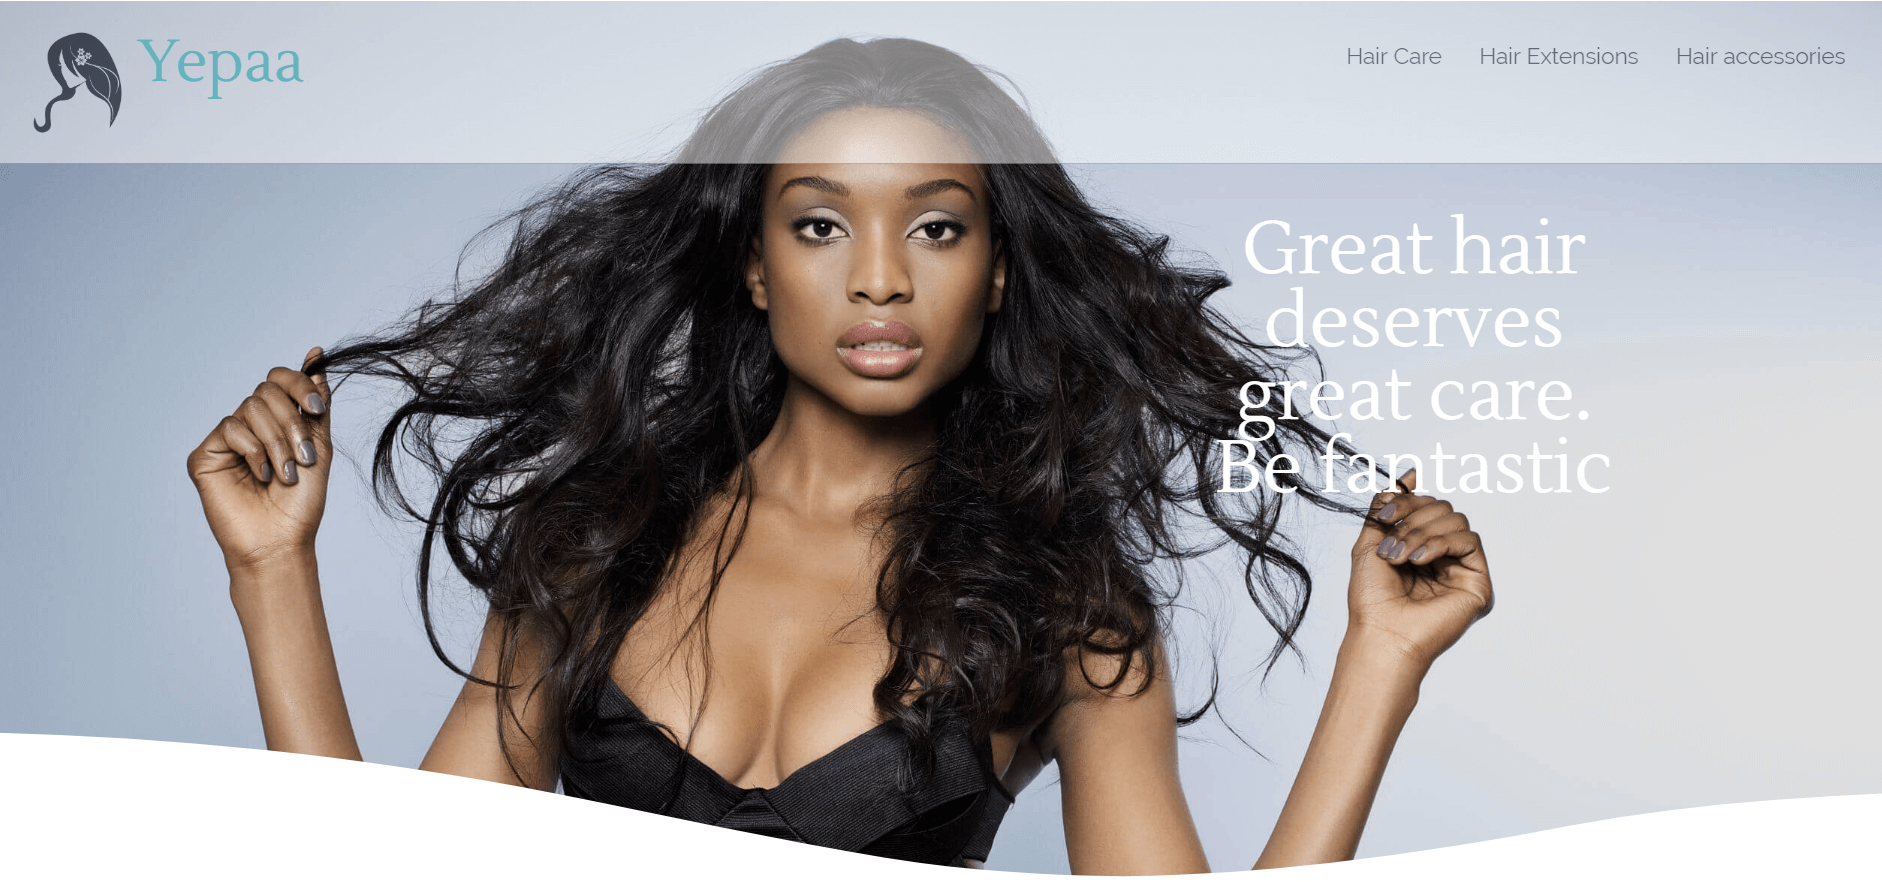 Yepaa
Hair Care
Hair Extensions
Hair accessories
Great hair
deserves
great care.
Be fantastic